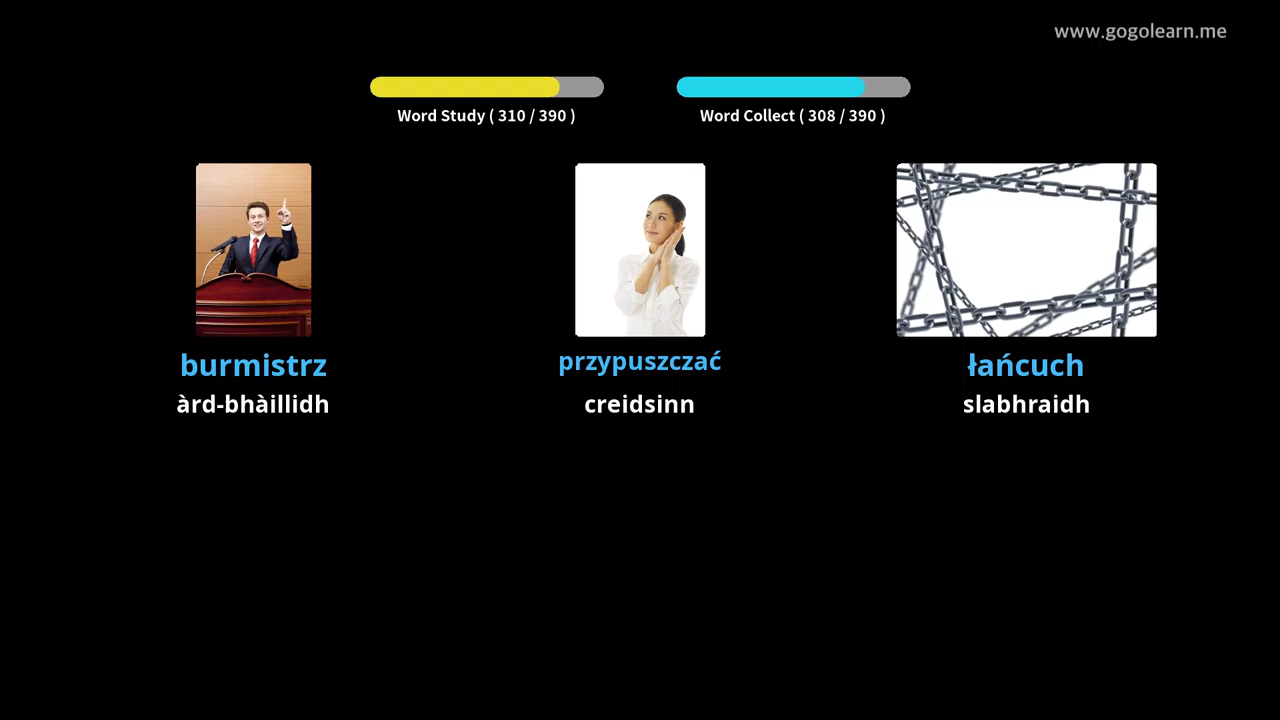 www.gogolearn.me
Word Study ( 310 / 390 )
Word Collect ( 308 / 390 )
burmistrz
przypuszczać
łańcuch
àrd-bhàillidh
creidsinn
slabhraidh